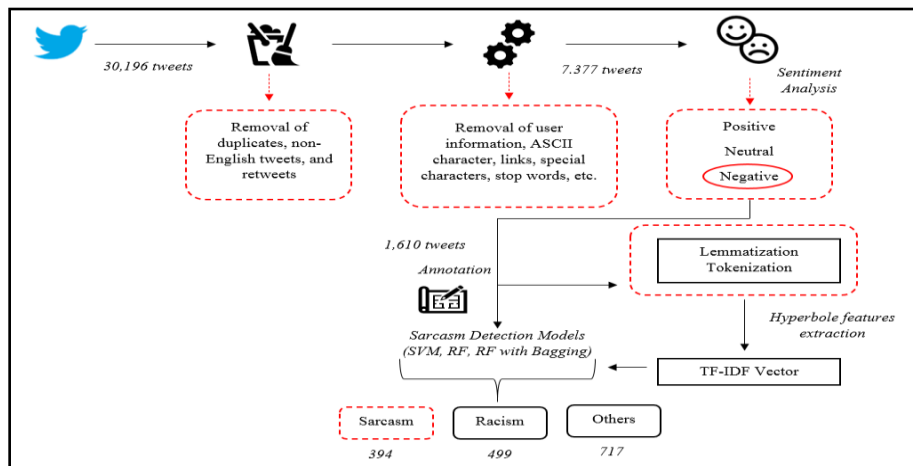 30,196 tweets
7.377 tweets
Sentiment
Analysis
Removal of
duplicates, non-
English tweets, and
retweets
Removal of user
information, ASCII
character, links, special
characters, stop words, etc.
Positive
Neutral
Negative
1,610 tweets
Annotation
Lemmatization
Tokenization
Hyperbole features
extraction
Sarcasm Detection Models
(SVM, RF, RF with Bagging)
TF-IDF Vector
Sarcasm
Racism
Others
394
499
717